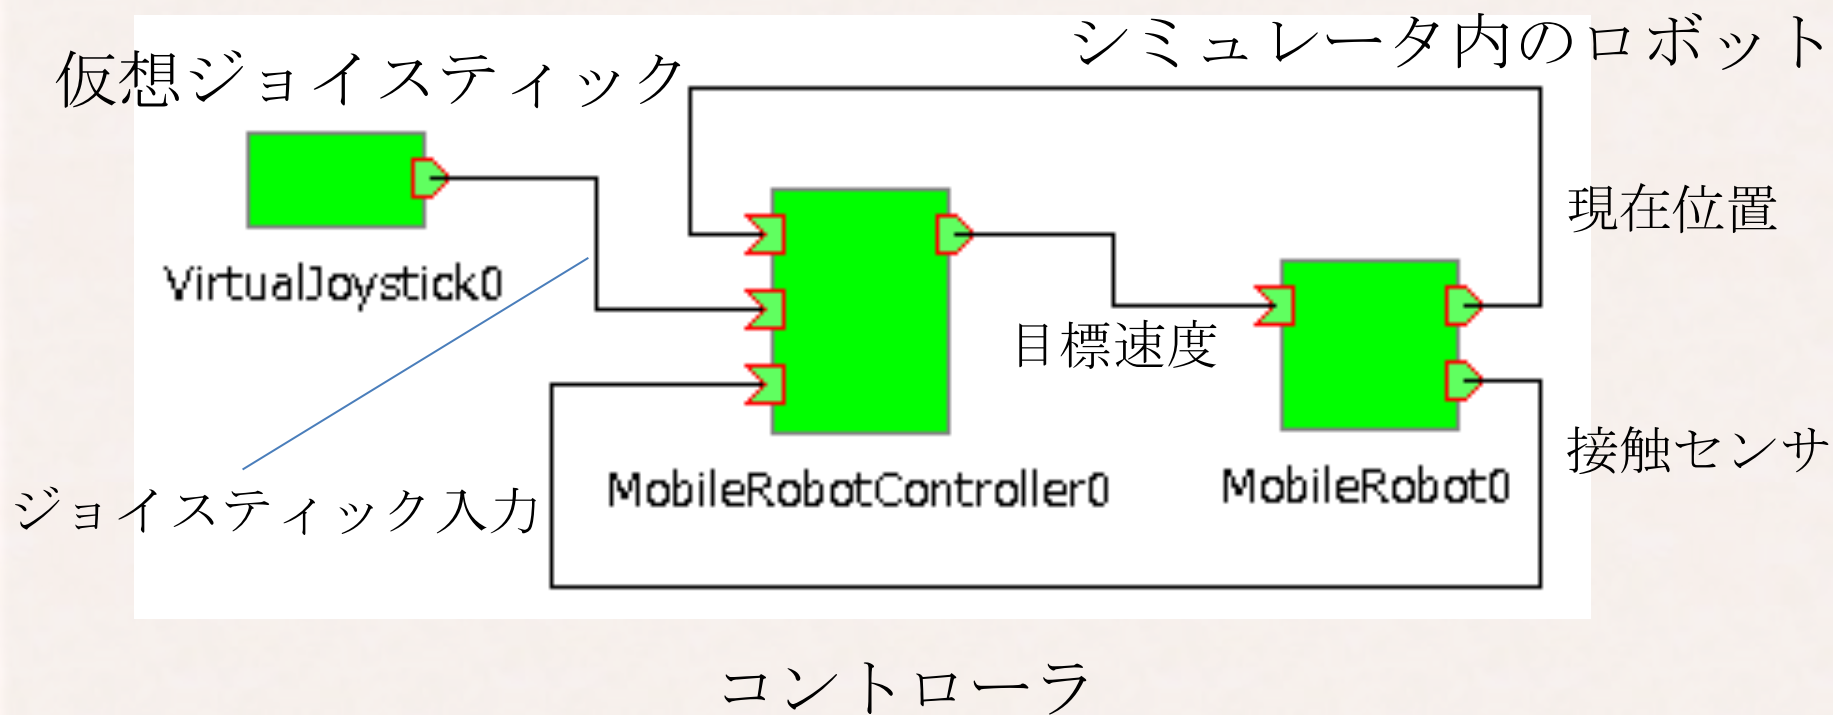 シミュレータ内のロボット
仮想ジョイスティック
現在位置
VirtualJoystick0
目標速度
接触センサ
MobileRobotController0
MobileRobot0
ジョイスティック入力
コントローラ